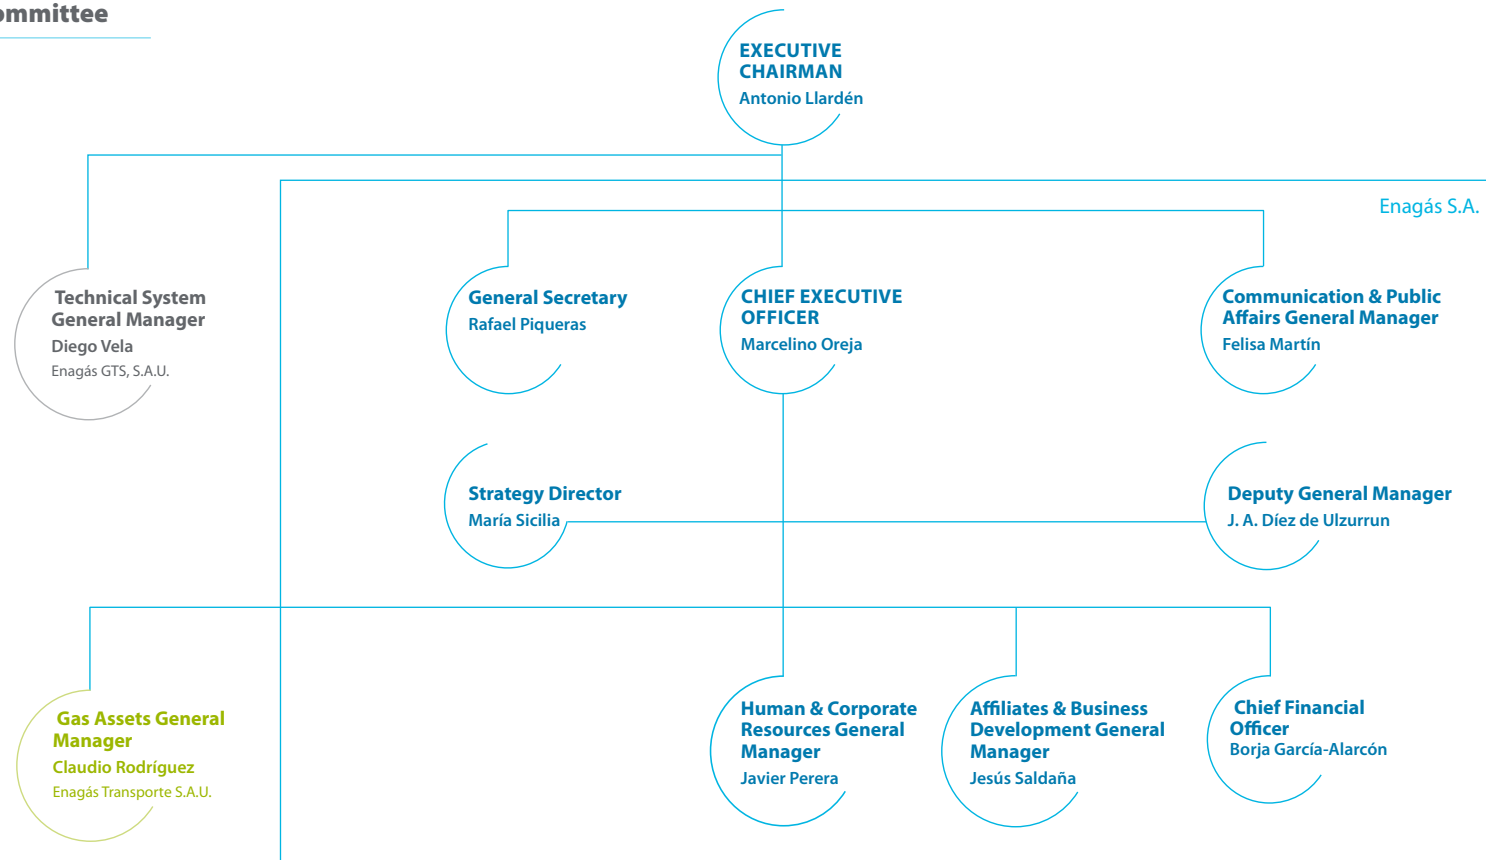 ommittee
EXECUTIVE
CHAIRMAN
Antonio Llardén
Enagás S.A.
Technical System
General Manager
Diego Vela
Enagás GTS, S.A.U.
General Secretary
Rafael Piqueras
CHIEF EXECUTIVE
OFFICER
Marcelino Oreja
Communication & Public
Affairs General Manager
Felisa Martín
Strategy Director
María Sicilia
Deputy General Manager
J. A. Díez de Ulzurrun
Gas Assets General
Manager
Claudio Rodríguez
Enagás Transporte S.A.U.
Human & Corporate
Resources General
Manager
Javier Perera
Affiliates & Business
Development General
Manager
Jesús Saldaña
Chief Financial
Officer
Borja García-Alarcón